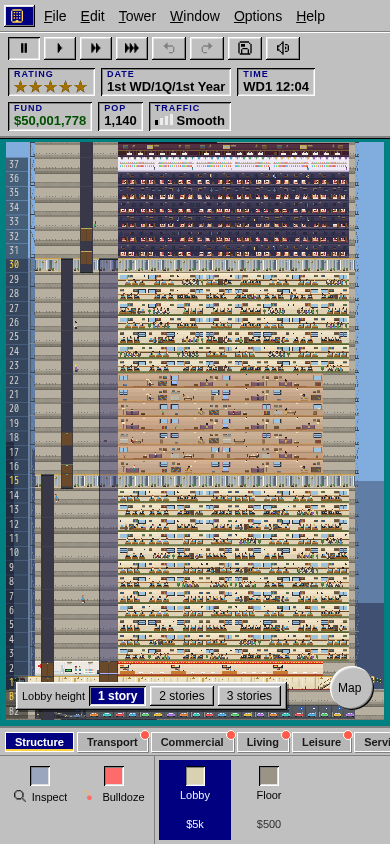 File Edit Tower Window Options Help
RATING
DATE
1st WD/1Q/1st Year
TIME
WD1 12:04
FUND
$50,001,778
POP
1,140
TRAFFIC
Smooth
37
36
35
34
33
32
31
30
29
28
27
26
25
24
23
22
21
20
19
18
17
16
15
14
13
12
11
10
9
8
7
6
5
4
3
2
1
B2
Lobby height 1 story 2 stories 3 stories
Map
Structure Transport Commercial Living Leisure Servi
Inspect Bulldoze Lobby Floor
$5k $500